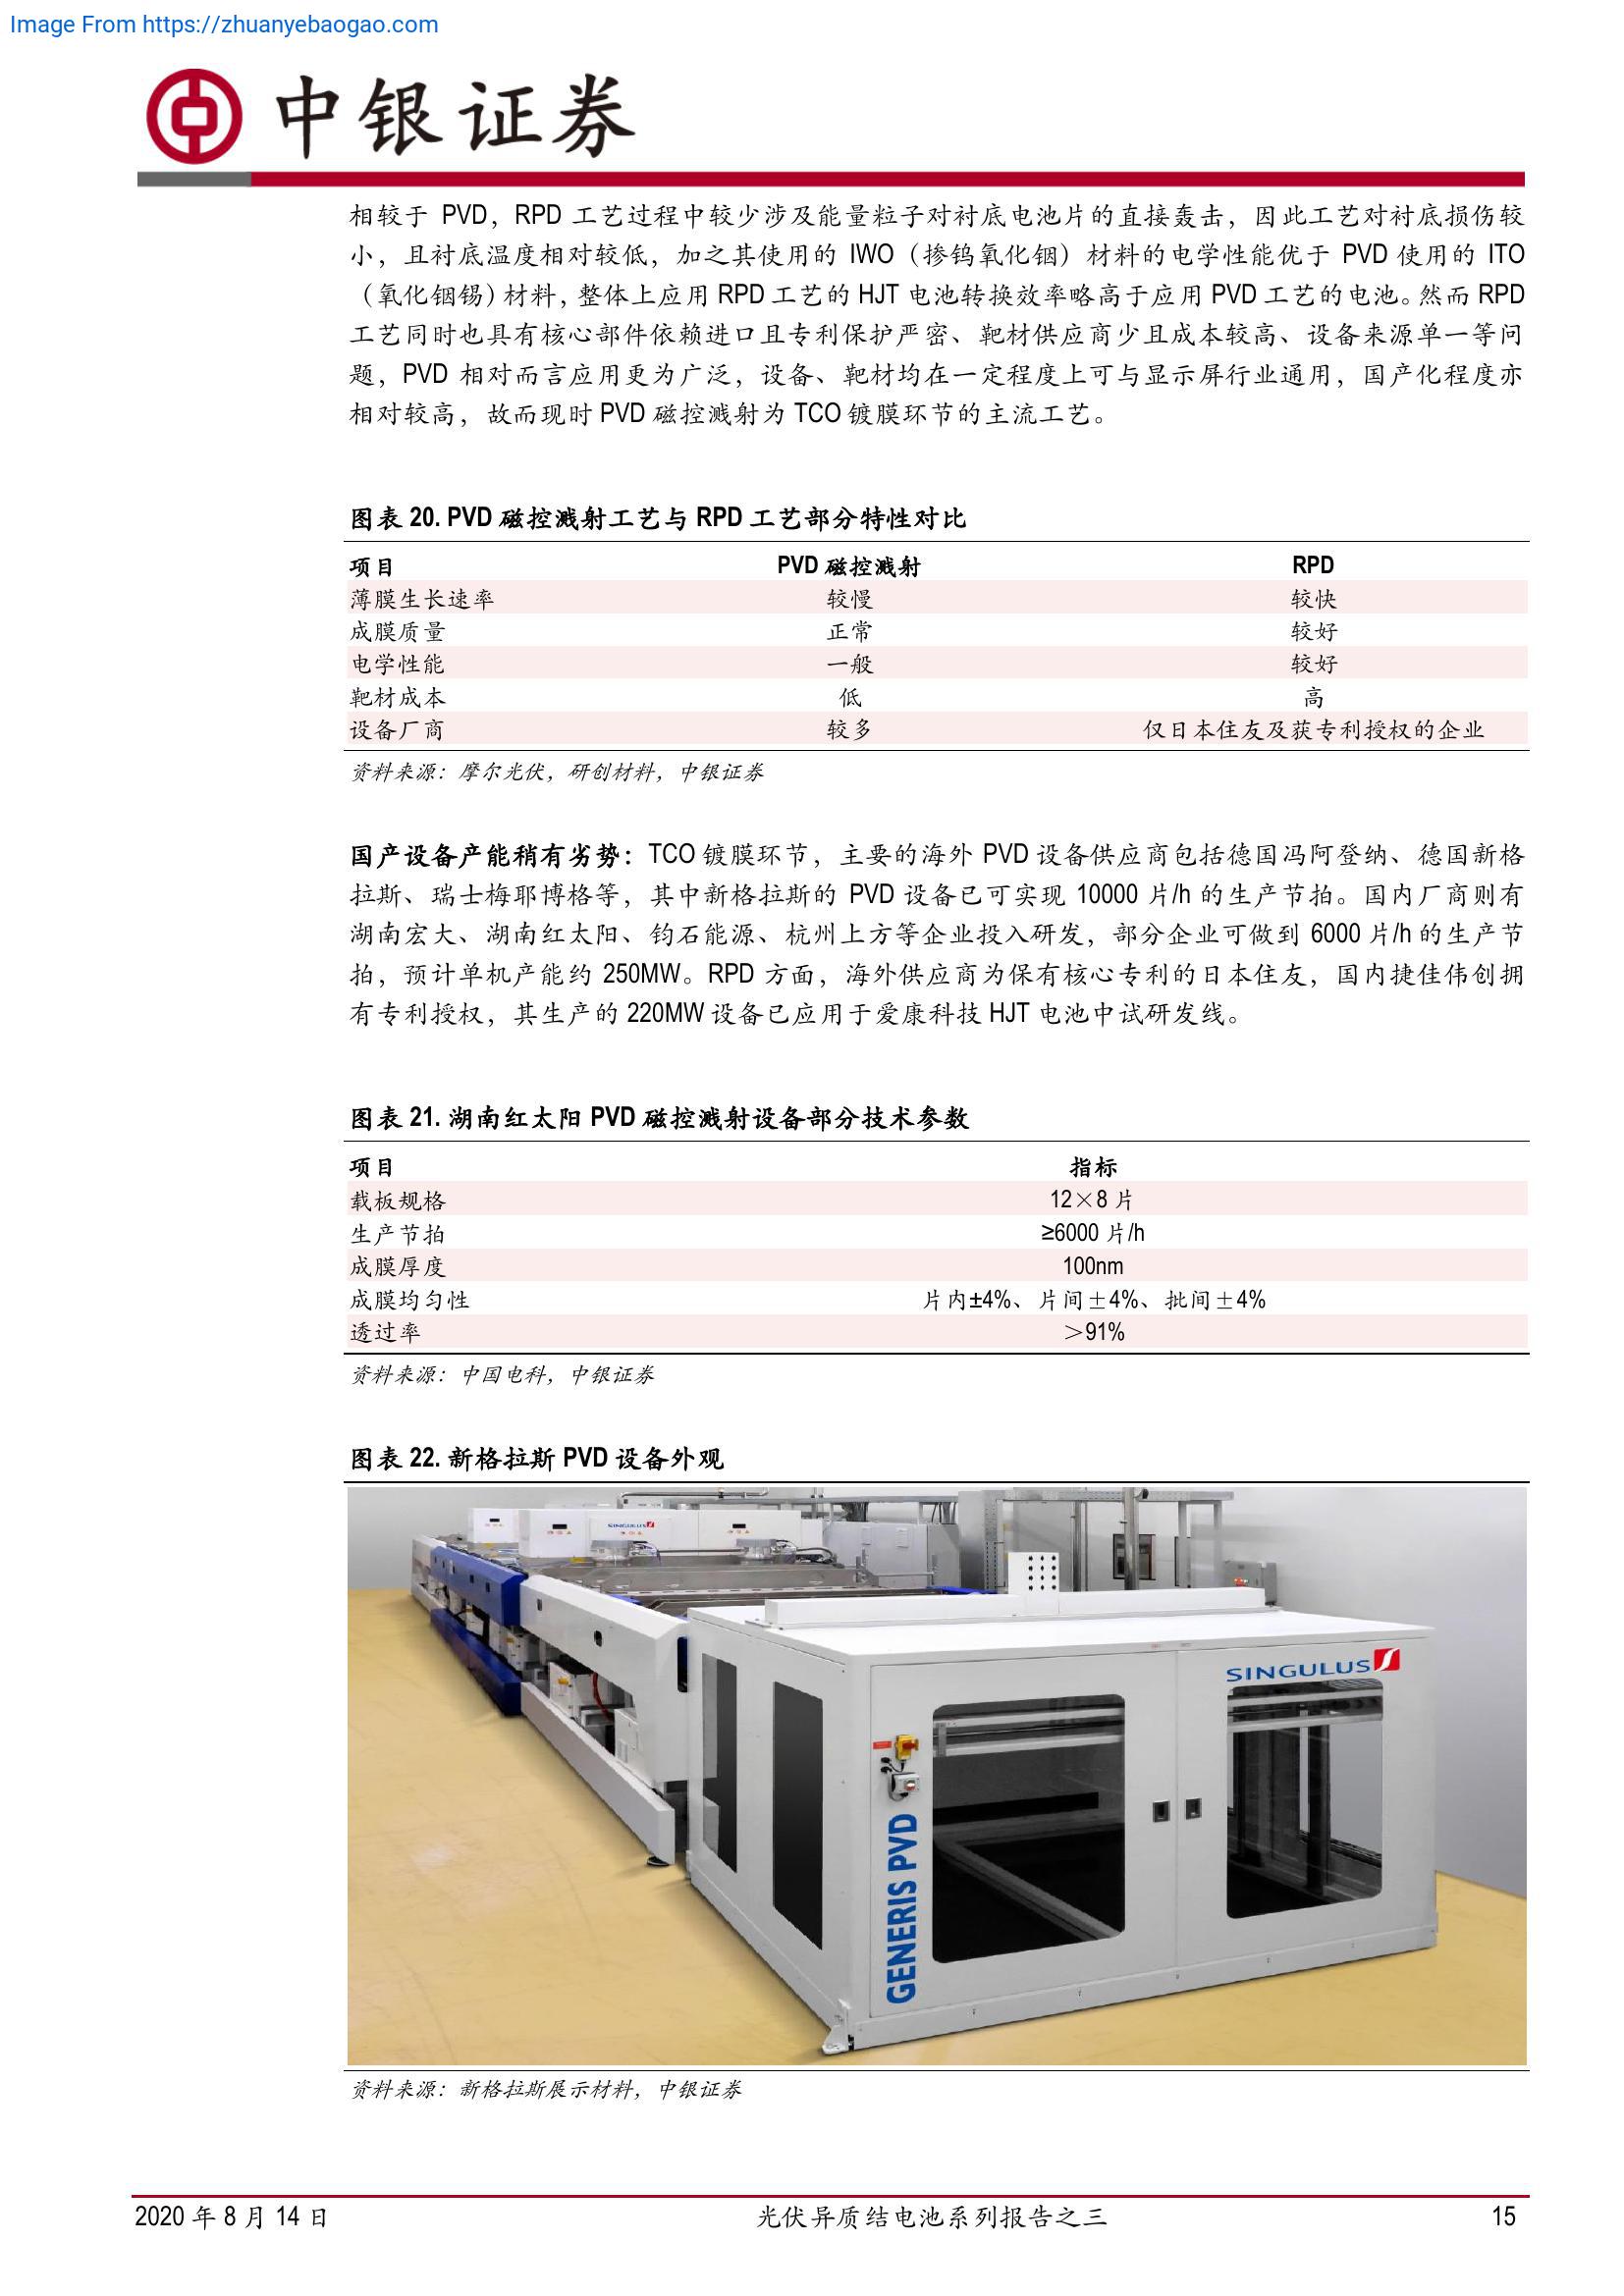 Image From https://zhuanyebaogao.com
中银证券
相较于 PVD，RPD 工艺过程中较少涉及能量粒子对衬底电池片的直接轰击，因此工艺对衬底损伤较
小，且衬底温度相对较低，加之其使用的 IWO（掺钨氧化铟）材料的电学性能优于 PVD 使用的 ITO
（氧化铟锡）材料，整体上应用 RPD 工艺的 HJT 电池转换效率略高于应用 PVD 工艺的电池。然而 RPD
工艺同时也具有核心部件依赖进口且专利保护严密、靶材供应商少且成本较高、设备来源单一等问
题，PVD 相对而言应用更为广泛，设备、靶材均在一定程度上可与显示屏行业通用，国产化程度亦
相对较高，故而现时 PVD 磁控溅射为 TCO 镀膜环节的主流工艺。
图表 20. PVD 磁控溅射工艺与 RPD 工艺部分特性对比
项目 PVD 磁控溅射 RPD
薄膜生长速率 较慢 较快
成膜质量 正常 较好
电学性能 一般 较好
靶材成本 低 高
设备厂商 较多 仅日本住友及获专利授权的企业
资料来源：摩尔光伏，研创材料，中银证券
国产设备产能稍有劣势：TCO 镀膜环节，主要的海外 PVD 设备供应商包括德国冯阿登纳、德国新格
拉斯、瑞士梅耶博格等，其中新格拉斯的 PVD 设备已可实现 10000 片/h 的生产节拍。国内厂商则有
湖南宏大、湖南红太阳、钧石能源、杭州上方等企业投入研发，部分企业可做到 6000 片/h 的生产节
拍，预计单机产能约 250MW。RPD 方面，海外供应商为保有核心专利的日本住友，国内捷佳伟创拥
有专利授权，其生产的 220MW 设备已应用于爱康科技 HJT 电池中试研发线。
图表 21. 湖南红太阳 PVD 磁控溅射设备部分技术参数
项目 指标
载板规格 12×8 片
生产节拍 ≥6000 片/h
成膜厚度 100nm
成膜均匀性 片内±4%、片间±4%、批间±4%
透过率 ＞91%
资料来源：中国电科，中银证券
图表 22. 新格拉斯 PVD 设备外观
SINGULUS
SINGULUS
GENERIS PVD
资料来源：新格拉斯展示材料，中银证券
2020 年 8 月 14 日 光伏异质结电池系列报告之三 15